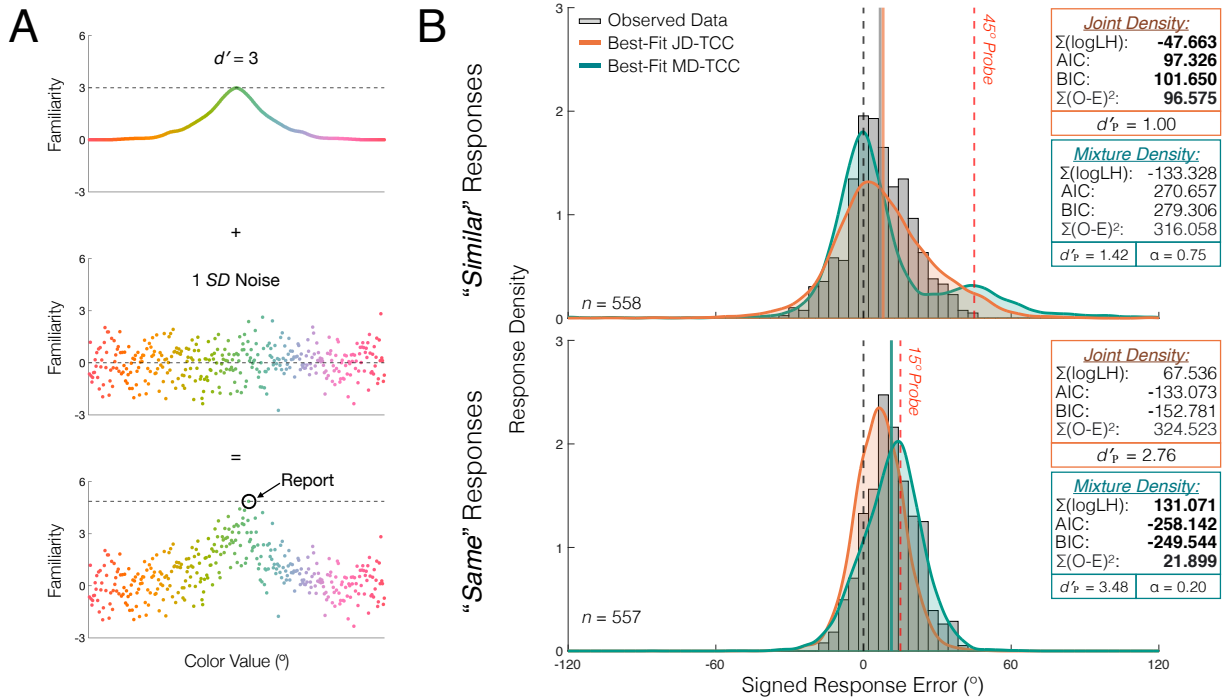 A
6
3
0
-3
Familiarity
d′ = 3
+
1 SD Noise
6
3
0
-3
Familiarity
=
Report
6
3
0
-3
Familiarity
Color Value (º)
B
"Similar" Responses
"Same" Responses
Response Density
3
2
1
0
Observed Data
Best-Fit JD-TCC
Best-Fit MD-TCC
45º Probe
n = 558
-60
0
60
120
Joint Density:
Σ(logLH): -47.663
AIC: 97.326
BIC: 101.650
Σ(O-E)²: 96.575
d′P = 1.00
Mixture Density:
Σ(logLH): -133.328
AIC: 270.657
BIC: 279.306
Σ(O-E)²: 316.058
d′P = 1.42 α = 0.75
3
2
1
0
15º Probe
n = 557
-120
-60
0
60
120
Signed Response Error (º)
Joint Density:
Σ(logLH): 67.536
AIC: -133.073
BIC: -152.781
Σ(O-E)²: 324.523
d′P = 2.76
Mixture Density:
Σ(logLH): 131.071
AIC: -258.142
BIC: -249.544
Σ(O-E)²: 21.899
d′P = 3.48 α = 0.20